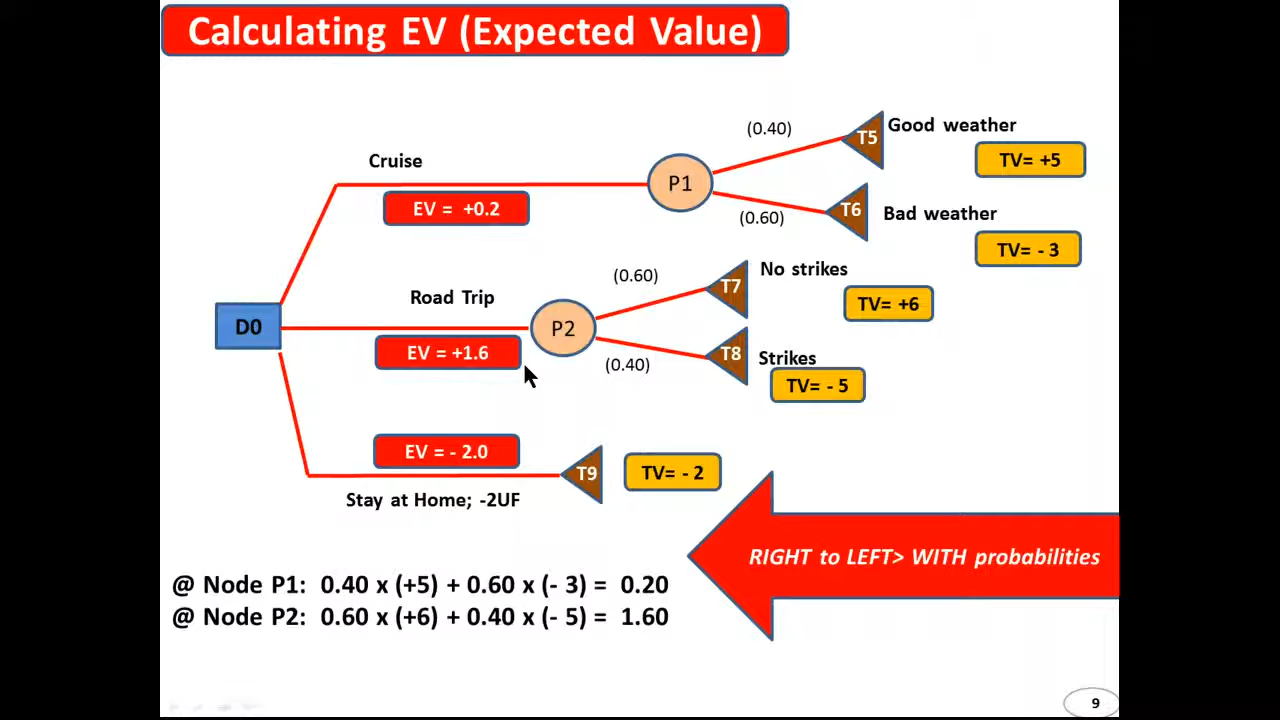 Calculating EV (Expected Value)
(0.40)
T5
Good weather
TV= +5
Cruise
P1
EV = +0.2
(0.60)
T6
Bad weather
TV= - 3
(0.60)
T7
No strikes
TV= +6
Road Trip
D0
P2
EV = +1.6
(0.40)
T8
Strikes
TV= - 5
EV = - 2.0
T9
TV= - 2
Stay at Home; -2UF
RIGHT to LEFT> WITH probabilities
@ Node P1: 0.40 x (+5) + 0.60 x (- 3) = 0.20
@ Node P2: 0.60 x (+6) + 0.40 x (- 5) = 1.60
9